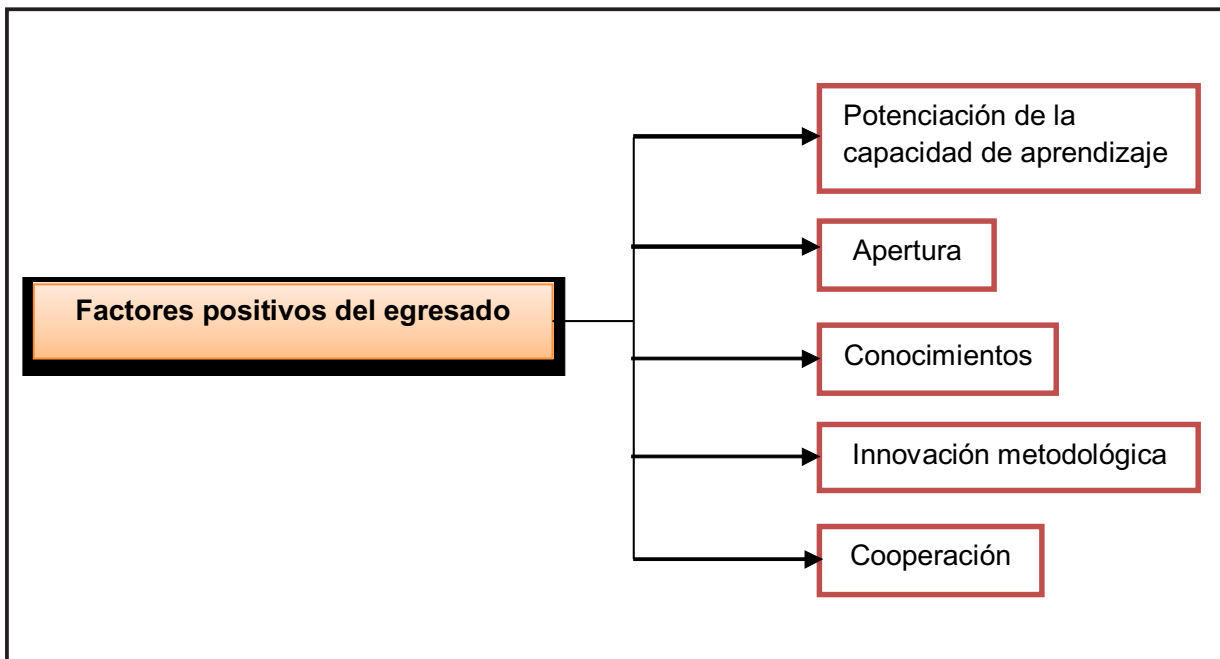 Factores positivos del egresado
Potenciación de la
capacidad de aprendizaje
Apertura
Conocimientos
Innovación metodológica
Cooperación